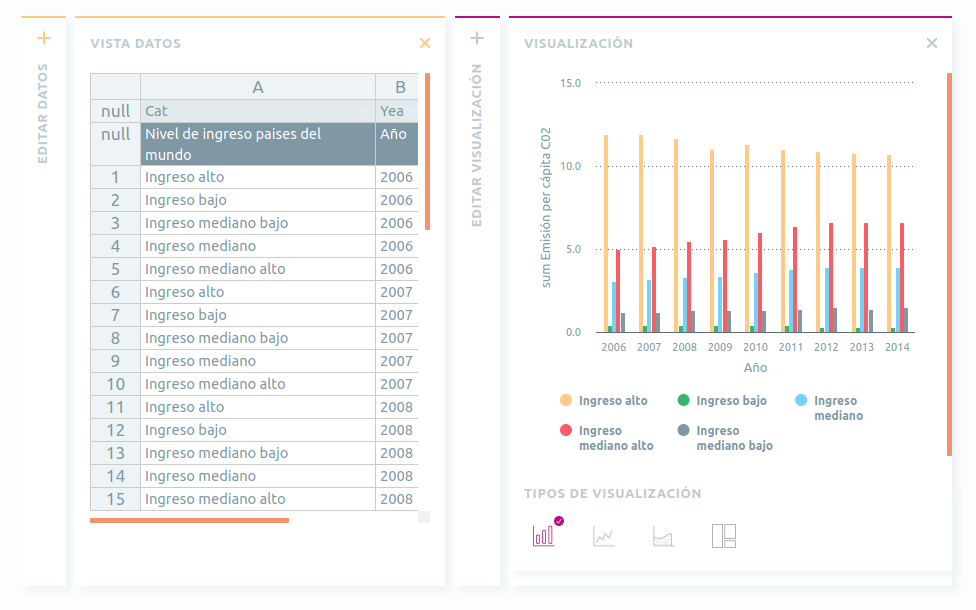 +
EDITAR DATOS
VISTA DATOS
×
A B
null Cat Yea
null Nivel de ingreso paises del Año
mundo
1 Ingreso alto 2006
2 Ingreso bajo 2006
3 Ingreso mediano bajo 2006
4 Ingreso mediano 2006
5 Ingreso mediano alto 2006
6 Ingreso alto 2007
7 Ingreso bajo 2007
8 Ingreso mediano bajo 2007
9 Ingreso mediano 2007
10 Ingreso mediano alto 2007
11 Ingreso alto 2008
12 Ingreso bajo 2008
13 Ingreso mediano bajo 2008
14 Ingreso mediano 2008
15 Ingreso mediano alto 2008
+
EDITAR VISUALIZACIÓN
VISUALIZACIÓN
×
sum Emisión per cápita C02
15.0
10.0
5.0
0.0
2006 2007 2008 2009 2010 2011 2012 2013 2014
Año
Ingreso alto
Ingreso bajo
Ingreso
mediano
Ingreso
mediano alto
Ingreso
mediano bajo
TIPOS DE VISUALIZACIÓN